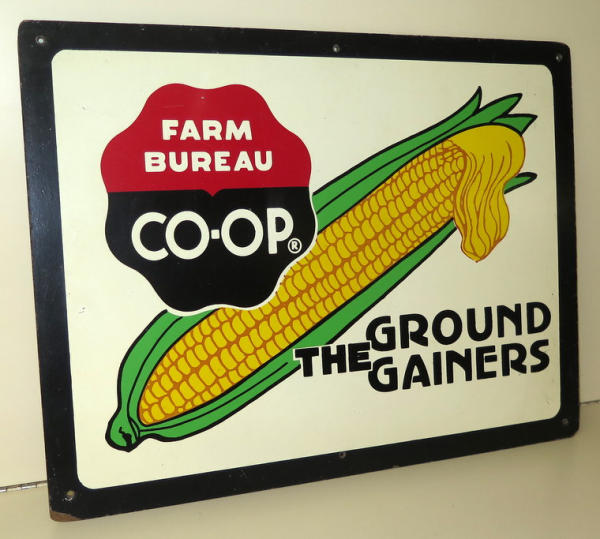 FARM
BUREAU
CO-OP®
THE GROUND
GAINERS